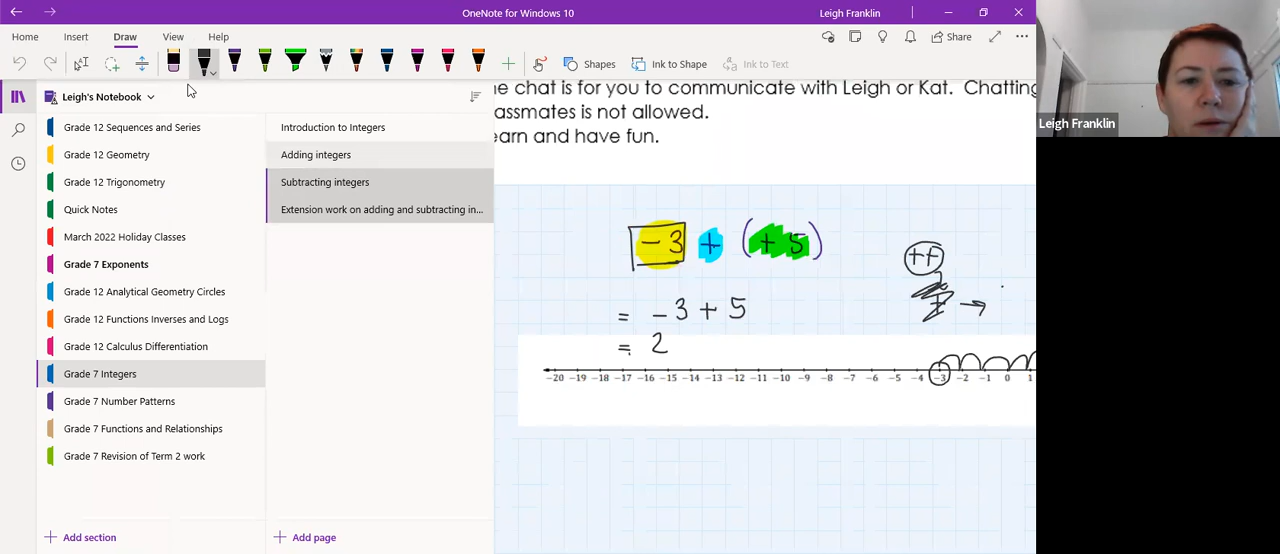 OneNote for Windows 10
Leigh Franklin
Home Insert Draw View Help
Share
Shapes Ink to Shape Ink to Text
Leigh's Notebook
Grade 12 Sequences and Series
Grade 12 Geometry
Grade 12 Trigonometry
Quick Notes
March 2022 Holiday Classes
Grade 7 Exponents
Grade 12 Analytical Geometry Circles
Grade 12 Functions Inverses and Logs
Grade 12 Calculus Differentiation
Grade 7 Integers
Grade 7 Number Patterns
Grade 7 Functions and Relationships
Grade 7 Revision of Term 2 work
Add section
Introduction to Integers
Adding integers
Subtracting integers
Extension work on adding and subtracting in...
Add page
ne chat is for you to communicate with Leigh or Kat. Chatting
assmates is not allowed.
earn and have fun.
-3 + (+5)
= -3 + 5
= 2
-20 -19 -18 -17 -16 -15 -14 -13 -12 -11 -10 -9 -8 -7 -6 -5 -4 -3 -2 -1 0 1
Leigh Franklin